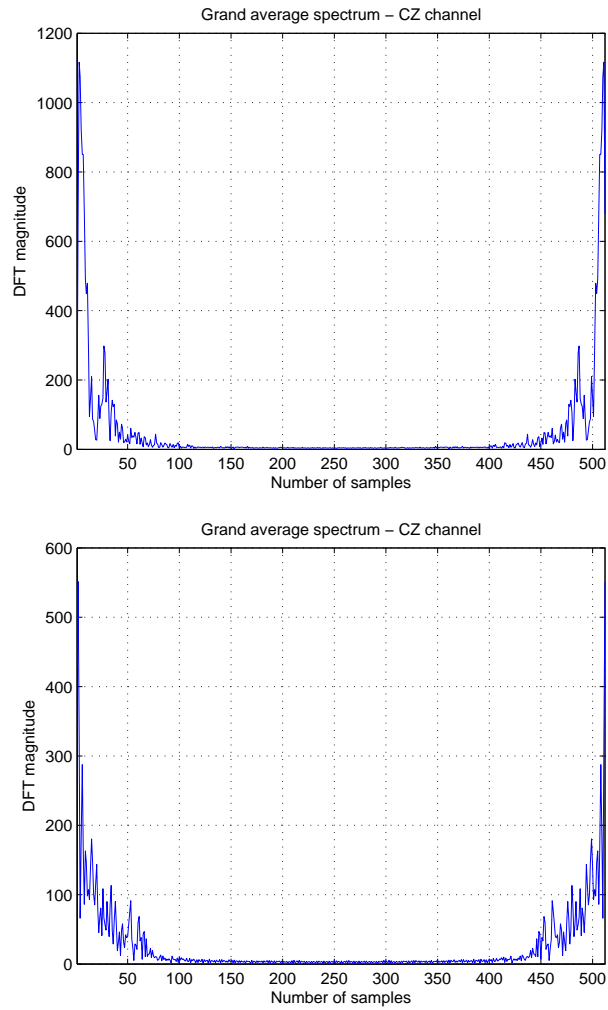 Grand average spectrum − CZ channel
1200
1000
800
600
400
200
0
DFT magnitude
50 100 150 200 250 300 350 400 450 500
Number of samples
Grand average spectrum − CZ channel
600
500
400
300
200
100
0
DFT magnitude
50 100 150 200 250 300 350 400 450 500
Number of samples